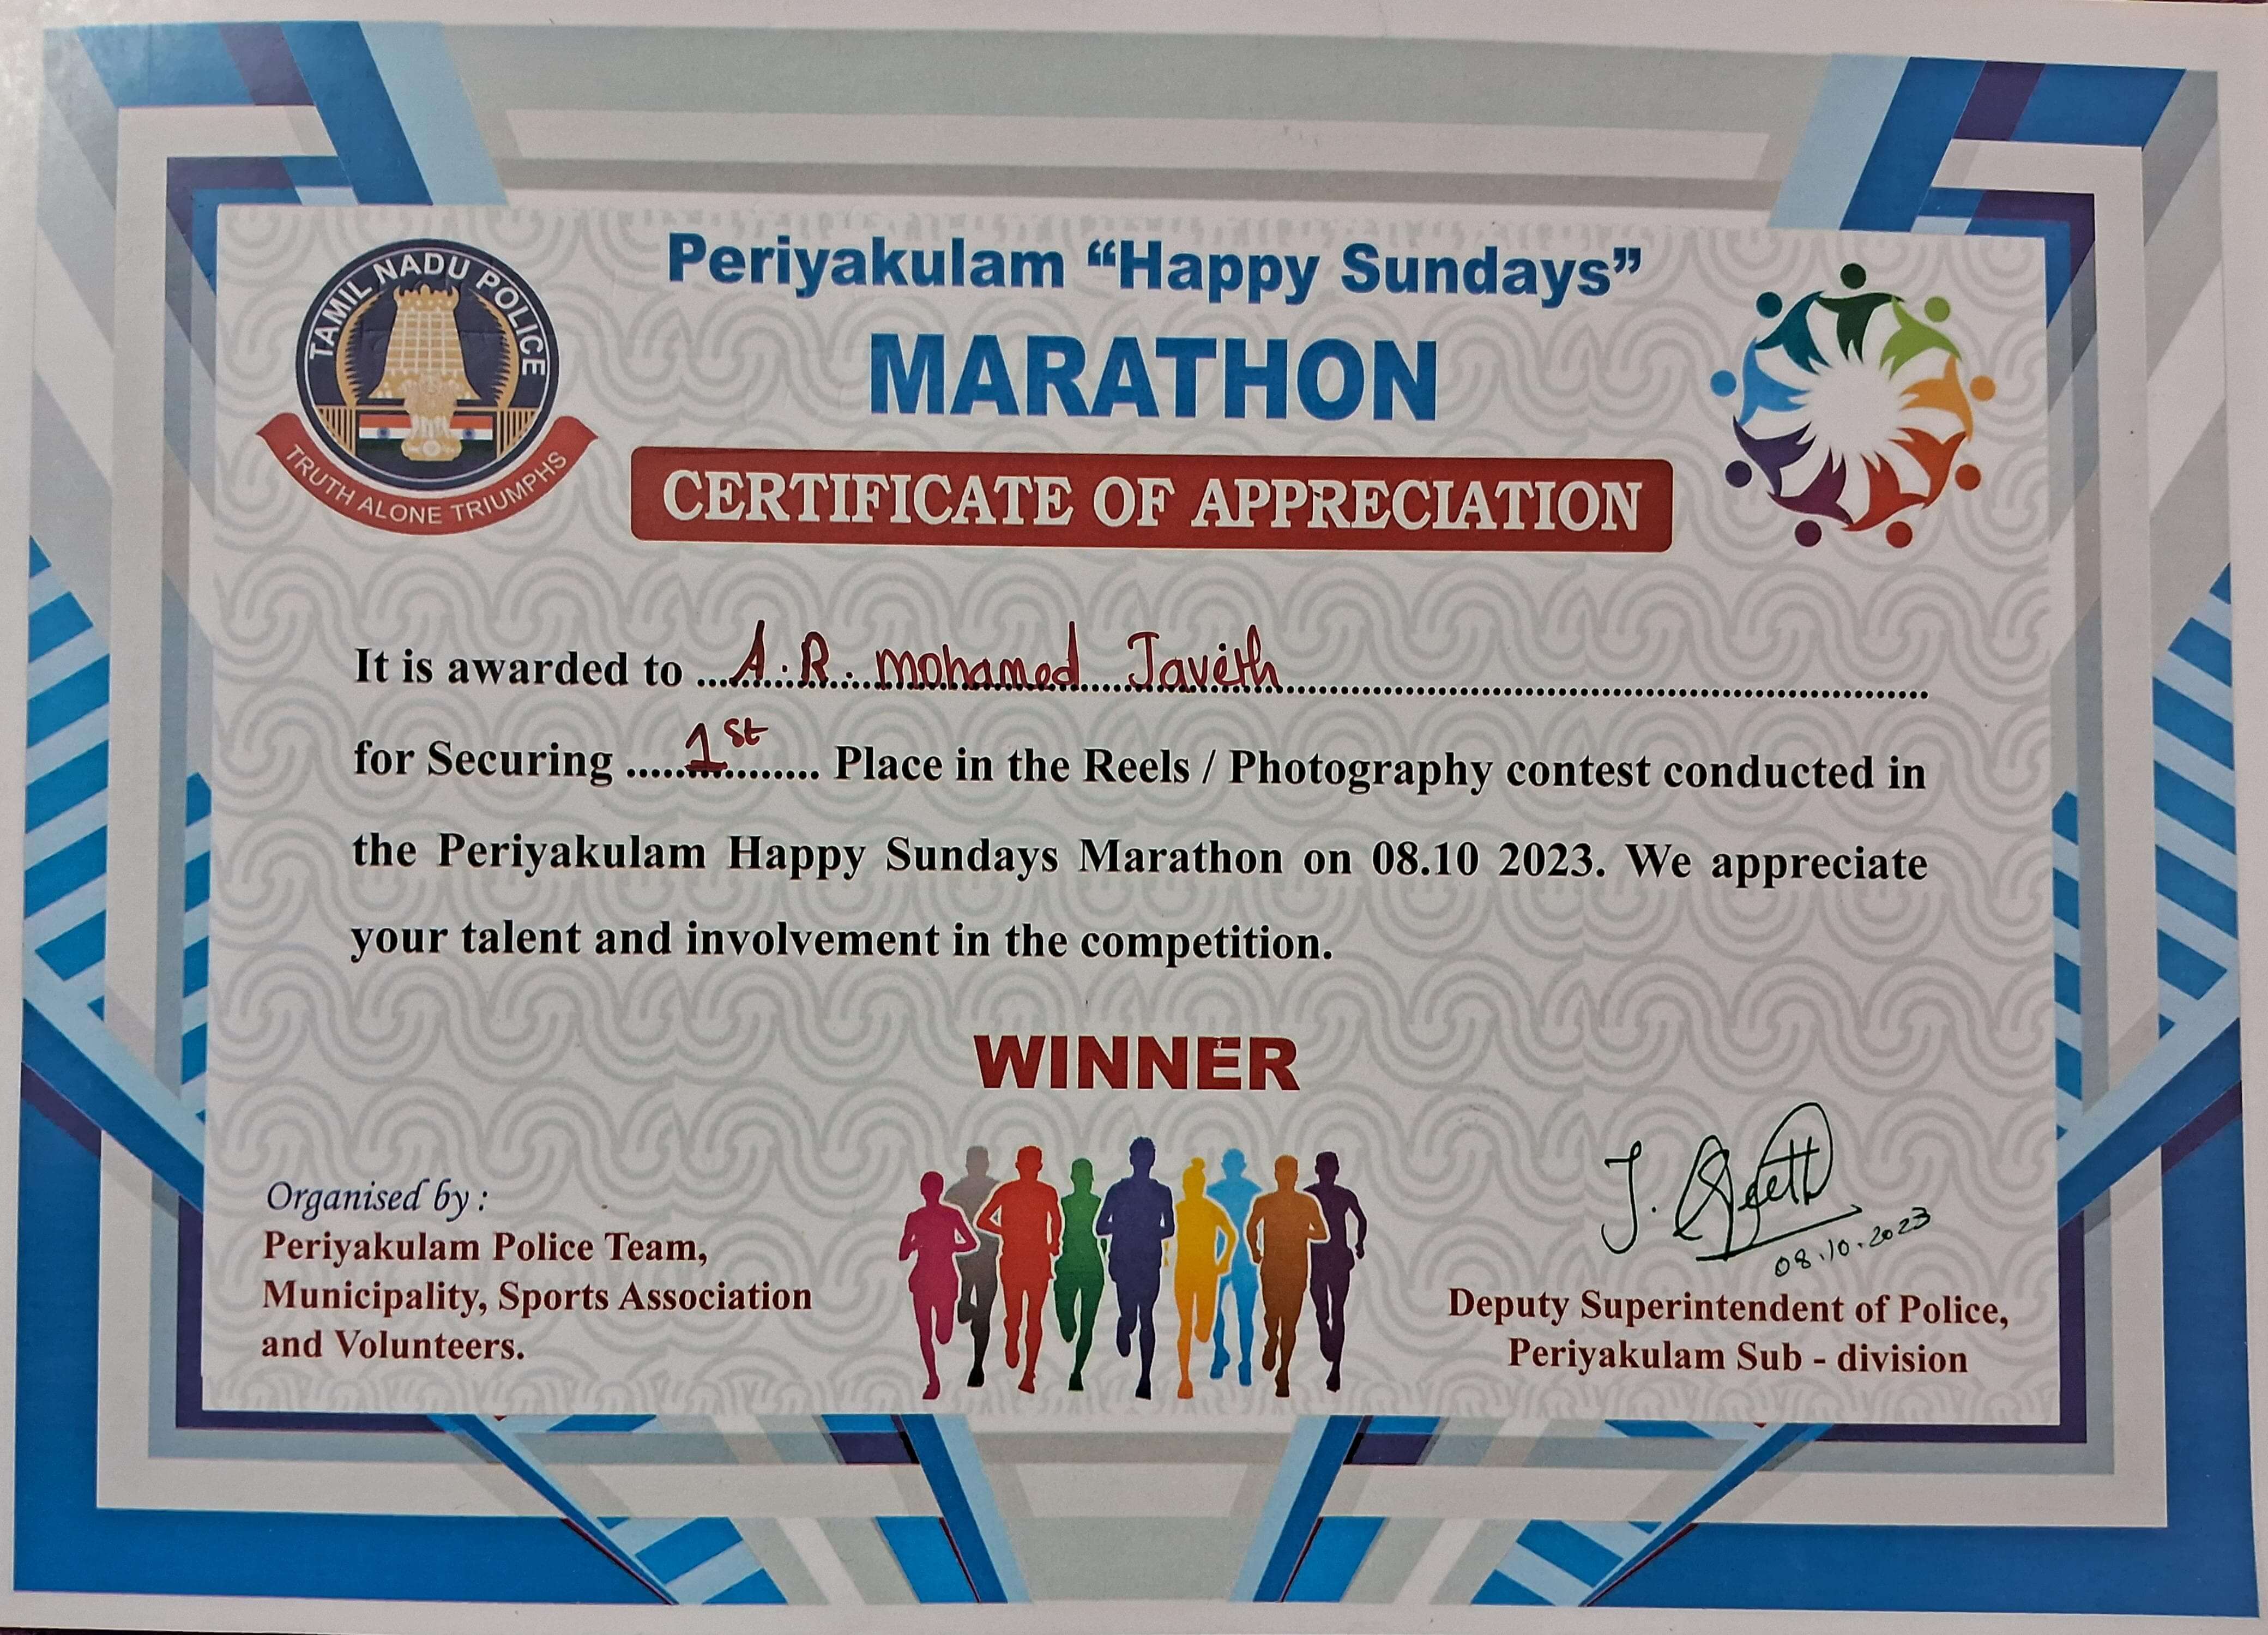 TAMIL NADU POLICE
TRUTH ALONE TRIUMPHS
Periyakulam “Happy Sundays”
MARATHON
CERTIFICATE OF APPRECIATION
It is awarded to A.R. mohamed Javeth
for Securing 1st Place in the Reels / Photography contest conducted in
the Periyakulam Happy Sundays Marathon on 08.10 2023. We appreciate
your talent and involvement in the competition.
WINNER
Organised by :
Periyakulam Police Team,
Municipality, Sports Association
and Volunteers.
08.10.2023
Deputy Superintendent of Police,
Periyakulam Sub - division